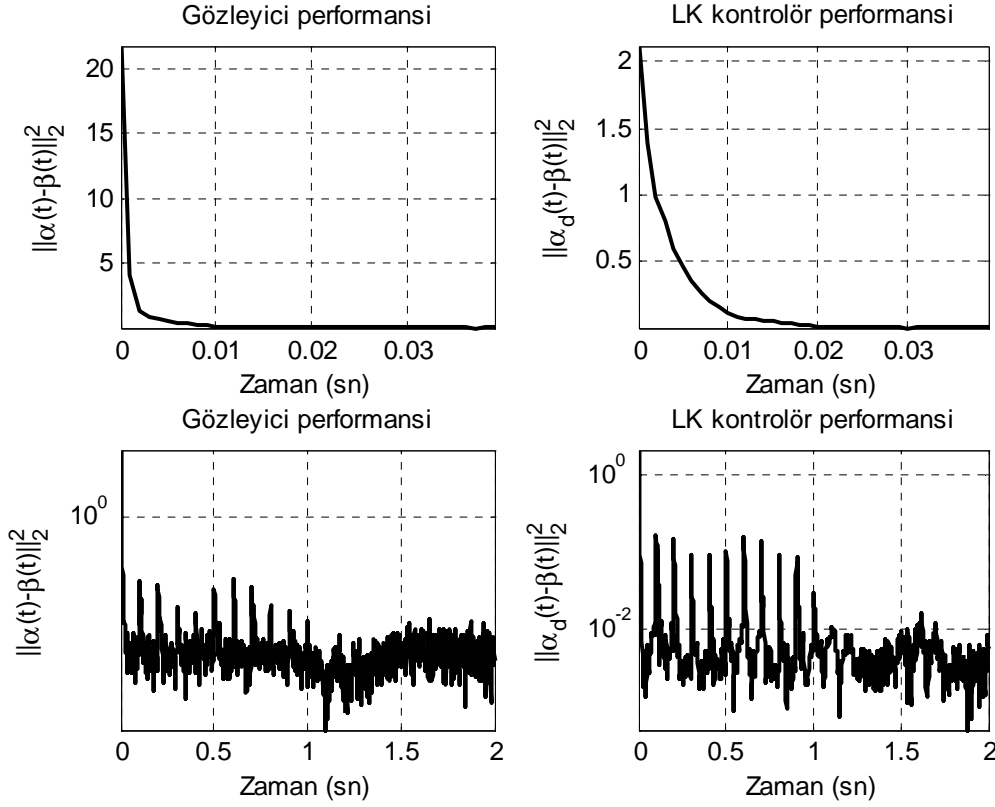 Gözleyici performansi
||α(t)-β(t)||₂²
20
15
10
5
0
0.01
0.02
0.03
Zaman (sn)
LK kontrolör performansi
||α_d(t)-β(t)||₂²
2
1.5
1
0.5
0
0.01
0.02
0.03
Zaman (sn)
Gözleyici performansi
||α(t)-β(t)||₂²
10⁰
0
0.5
1
1.5
2
Zaman (sn)
LK kontrolör performansi
||α_d(t)-β(t)||₂²
10⁰
10⁻²
0
0.5
1
1.5
2
Zaman (sn)